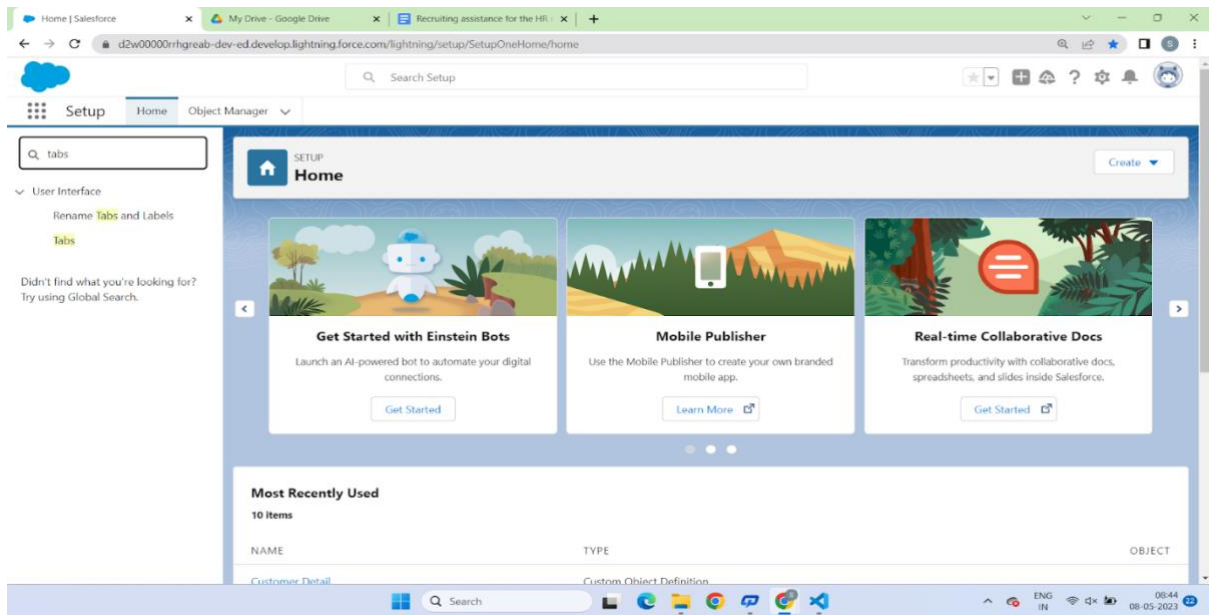 Home | Salesforce
My Drive - Google Drive
Recruiting assistance for the HR
d2w00000rrhgreab-dev-ed.develop.lightning.force.com/lightning/setup/SetupOneHome/home
S
Search Setup
Setup
Home
Object Manager
tabs
SETUP
Home
Create
User Interface
Rename Tabs and Labels
Tabs
Didn't find what you're looking for?
Try using Global Search.
Get Started with Einstein Bots
Launch an AI-powered bot to automate your digital
connections.
Get Started
Mobile Publisher
Use the Mobile Publisher to create your own branded
mobile app.
Learn More
Real-time Collaborative Docs
Transform productivity with collaborative docs,
spreadsheets, and slides inside Salesforce.
Get Started
Most Recently Used
10 items
NAME TYPE OBJECT
Customer Detail Custom Object Definition
Search
ENG
IN
08:44
08-05-2023
22